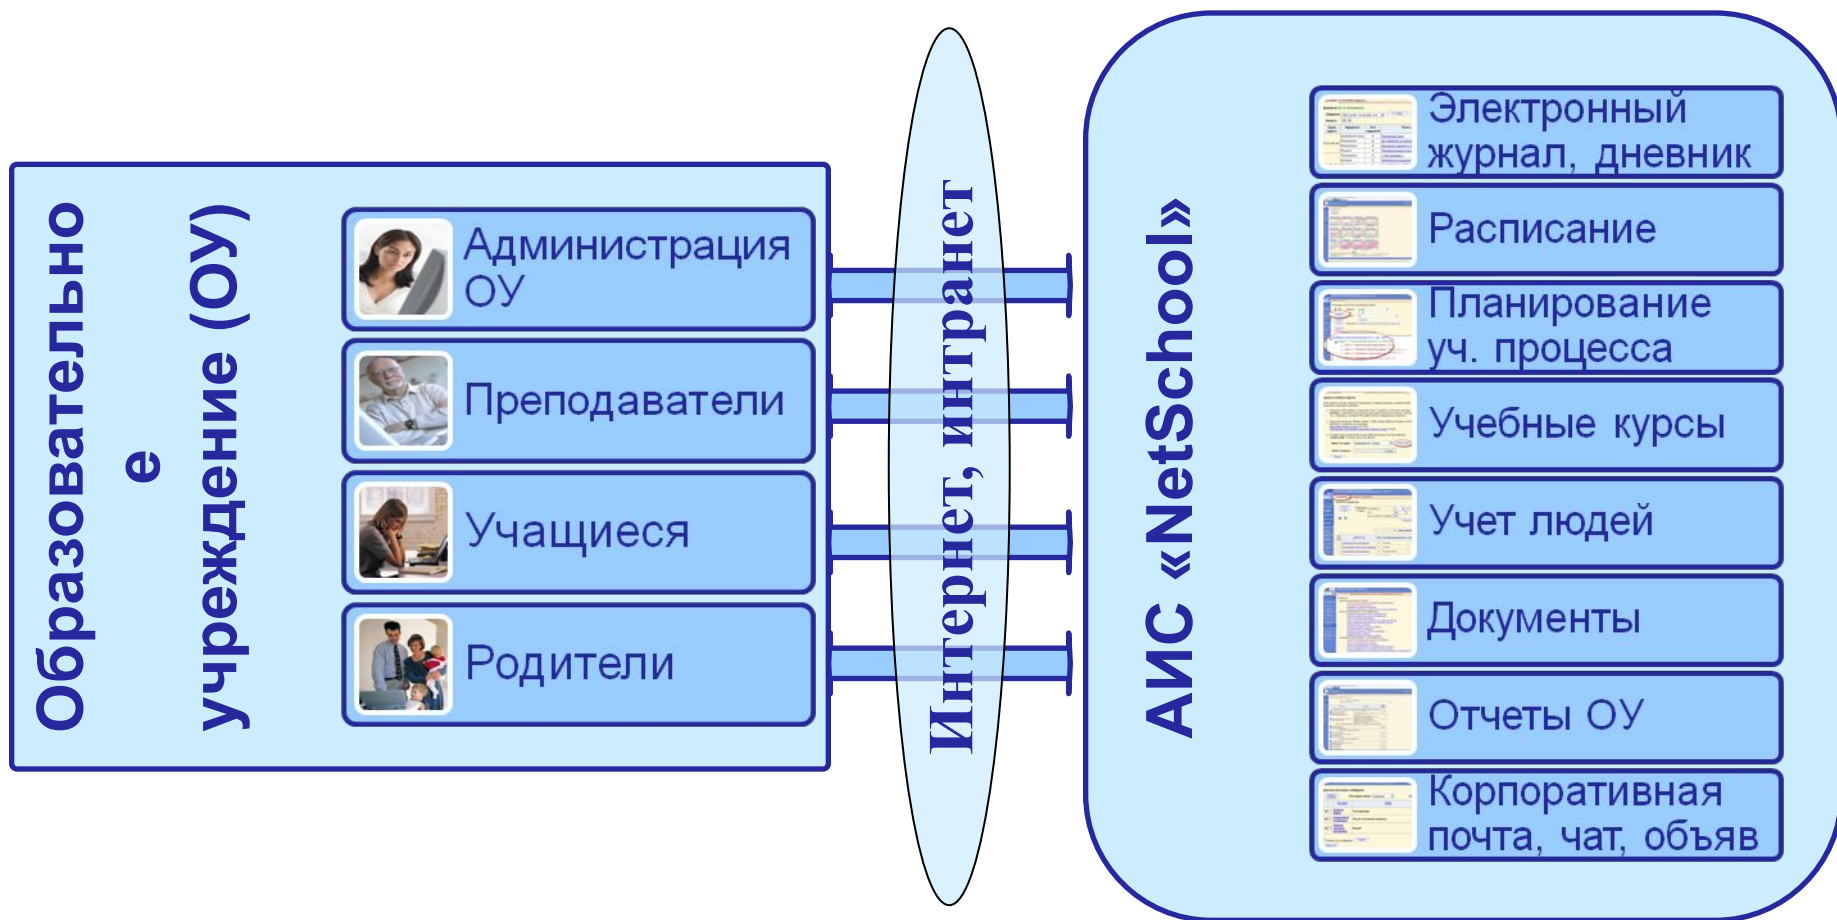 Образовательно
е
учреждение (ОУ)
Администрация
ОУ
Преподаватели
Учащиеся
Родители
Интернет, интранет
АИС «NetSchool»
Электронный
журнал, дневник
Расписание
Планирование
уч. процесса
Учебные курсы
Учет людей
Документы
Отчеты ОУ
Корпоративная
почта, чат, объяв